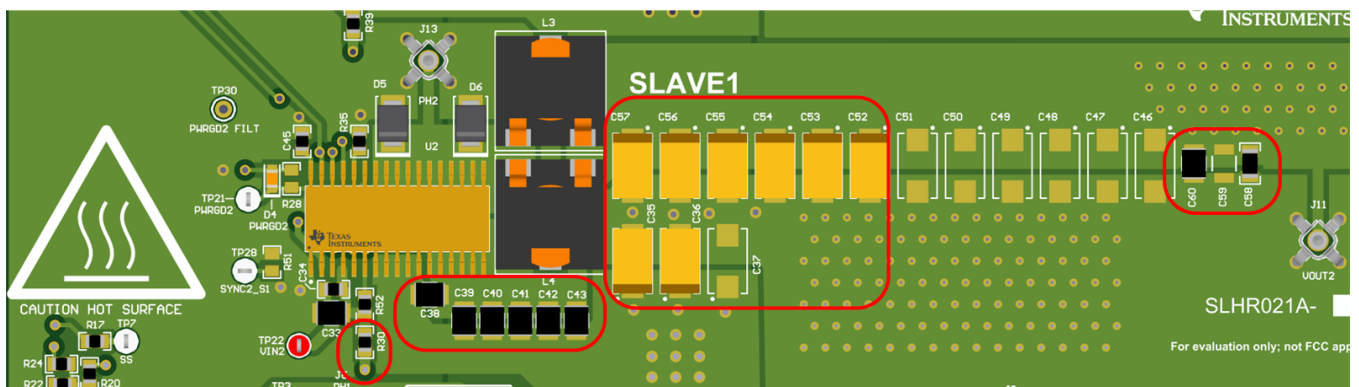 INSTRUMENTS
R39
J13
L3
SLAVE1
D5
D6
PH2
TP30
PWRGD2 FILT
C45
R35
U2
C57
C56
C55
C54
C53
C52
C51
C50
C49
C48
C47
C46
TP21
PWRGD2
R28
D4
PWRGD2
TEXAS
INSTRUMENTS
C35
C36
C37
C60
C59
C58
J11
VOUT2
TP28
SYNC2_S1
R51
C34
L4
CAUTION HOT SURFACE
C33
R52
C38
C39
C40
C41
C42
C43
SLHR021A-
R17
TP7
SS
TP22
VIN2
R30
For evaluation only; not FCC app
R24
R22
R20
TP3